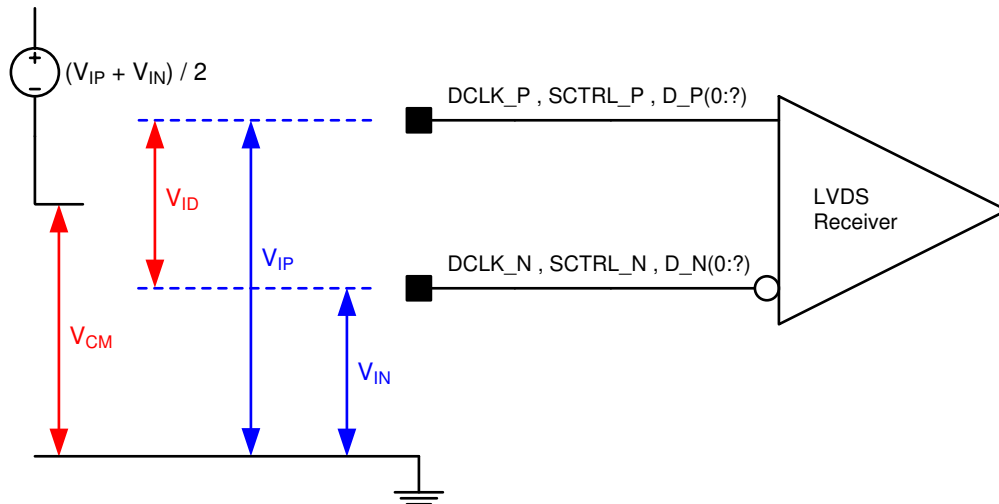 +
(VIP + VIN) / 2
−
DCLK_P , SCTRL_P , D_P(0:?)
VID
LVDS
Receiver
VIP
DCLK_N , SCTRL_N , D_N(0:?)
VCM
VIN